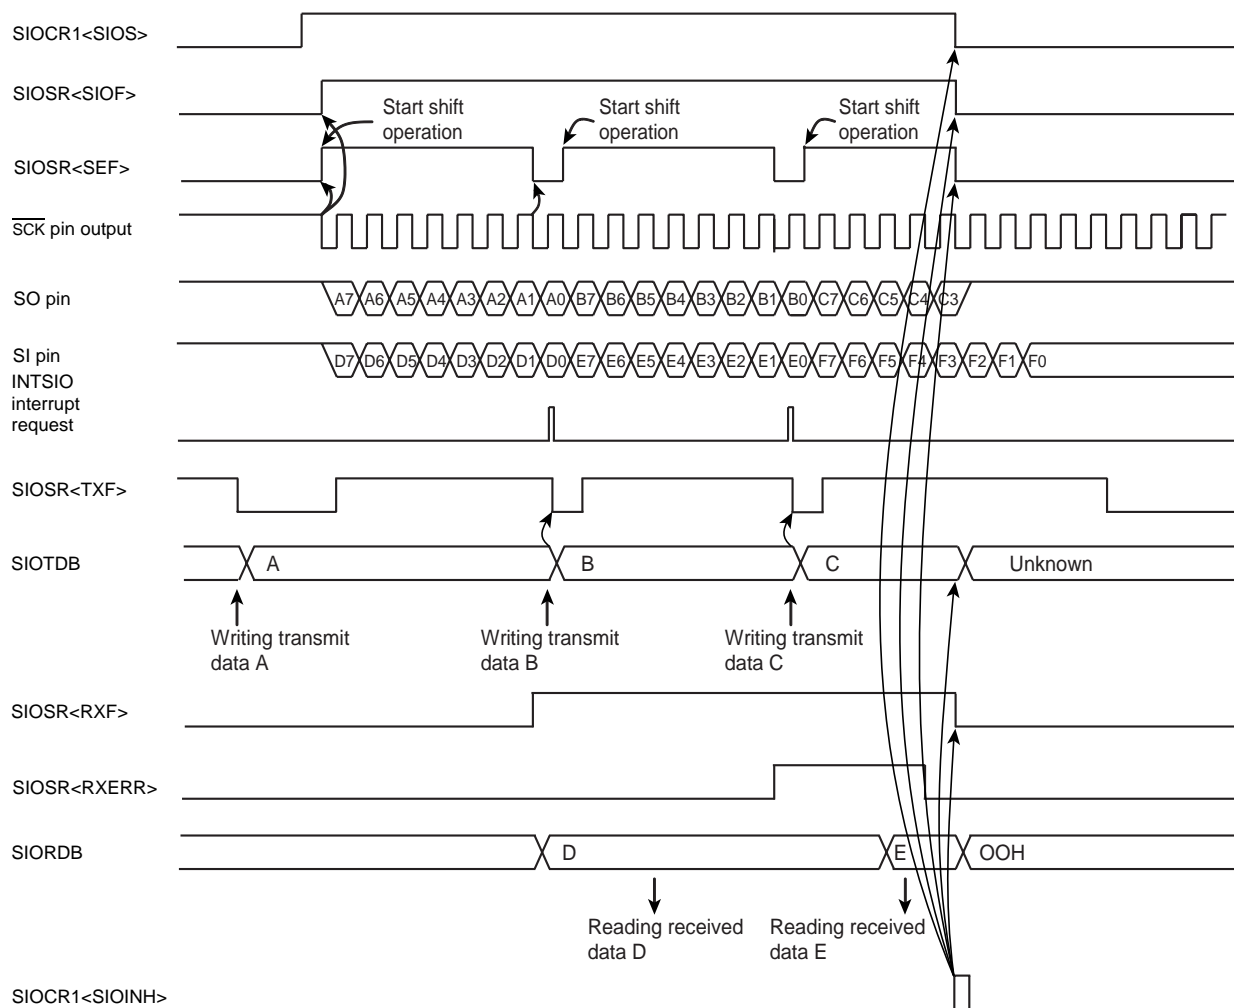 SIOCR1<SIOS>
SIOSR<SIOF>
Start shift operation
Start shift operation
Start shift operation
SIOSR<SEF>
SCK pin output
SO pin
A7 A6 A5 A4 A3 A2 A1 A0 B7 B6 B5 B4 B3 B2 B1 B0 C7 C6 C5 C4 C3
SI pin
D7 D6 D5 D4 D3 D2 D1 D0 E7 E6 E5 E4 E3 E2 E1 E0 F7 F6 F5 F4 F3 F2 F1 F0
INTSIO
interrupt
request
SIOSR<TXF>
SIOTDB
A
B
C
Unknown
Writing transmit
data A
Writing transmit
data B
Writing transmit
data C
SIOSR<RXF>
SIOSR<RXERR>
SIORDB
D
E
OOH
Reading received
data D
Reading received
data E
SIOCR1<SIOINH>